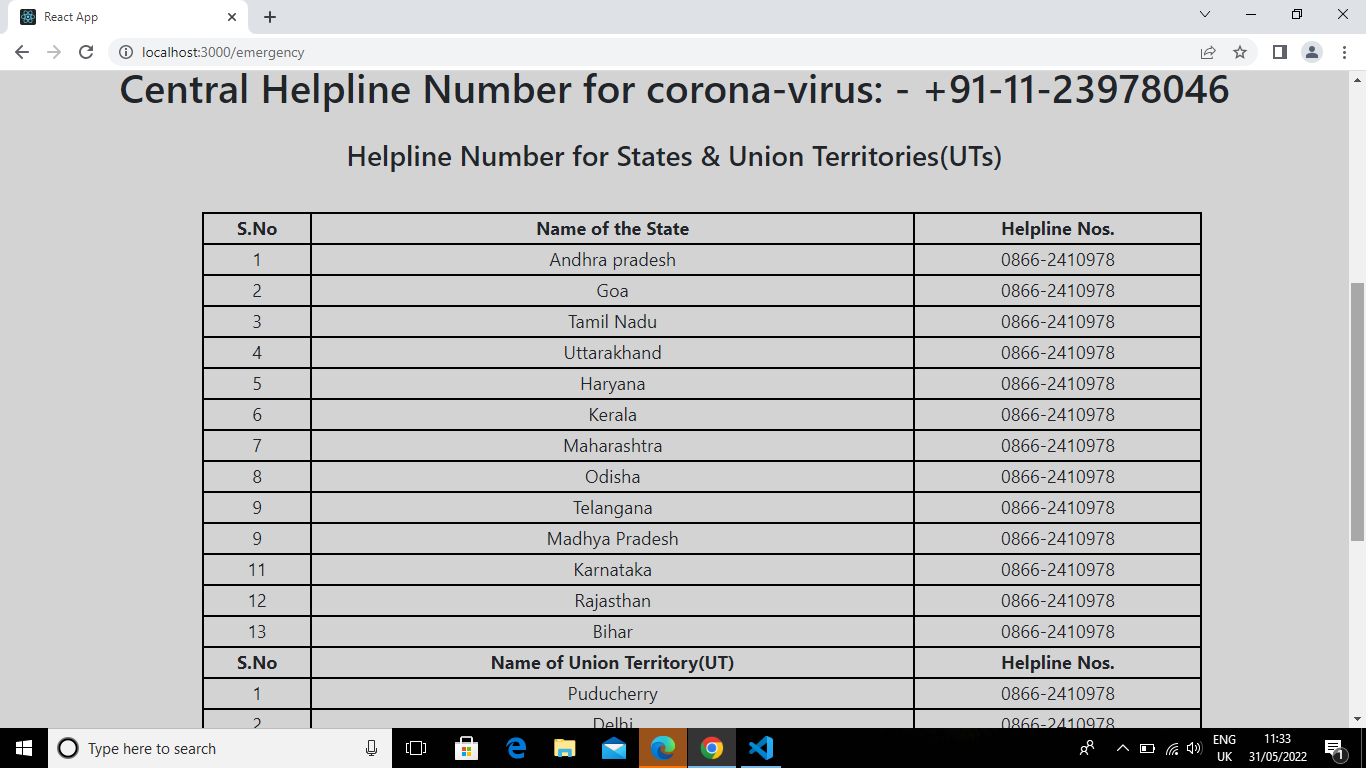 React App
localhost:3000/emergency
Central Helpline Number for corona-virus: - +91-11-23978046
Helpline Number for States & Union Territories(UTs)
S.No Name of the State Helpline Nos.
1 Andhra pradesh 0866-2410978
2 Goa 0866-2410978
3 Tamil Nadu 0866-2410978
4 Uttarakhand 0866-2410978
5 Haryana 0866-2410978
6 Kerala 0866-2410978
7 Maharashtra 0866-2410978
8 Odisha 0866-2410978
9 Telangana 0866-2410978
9 Madhya Pradesh 0866-2410978
11 Karnataka 0866-2410978
12 Rajasthan 0866-2410978
13 Bihar 0866-2410978
S.No Name of Union Territory(UT) Helpline Nos.
1 Puducherry 0866-2410978
2 Delhi 0866-2410978
Type here to search
ENG 11:33
UK 31/05/2022
1